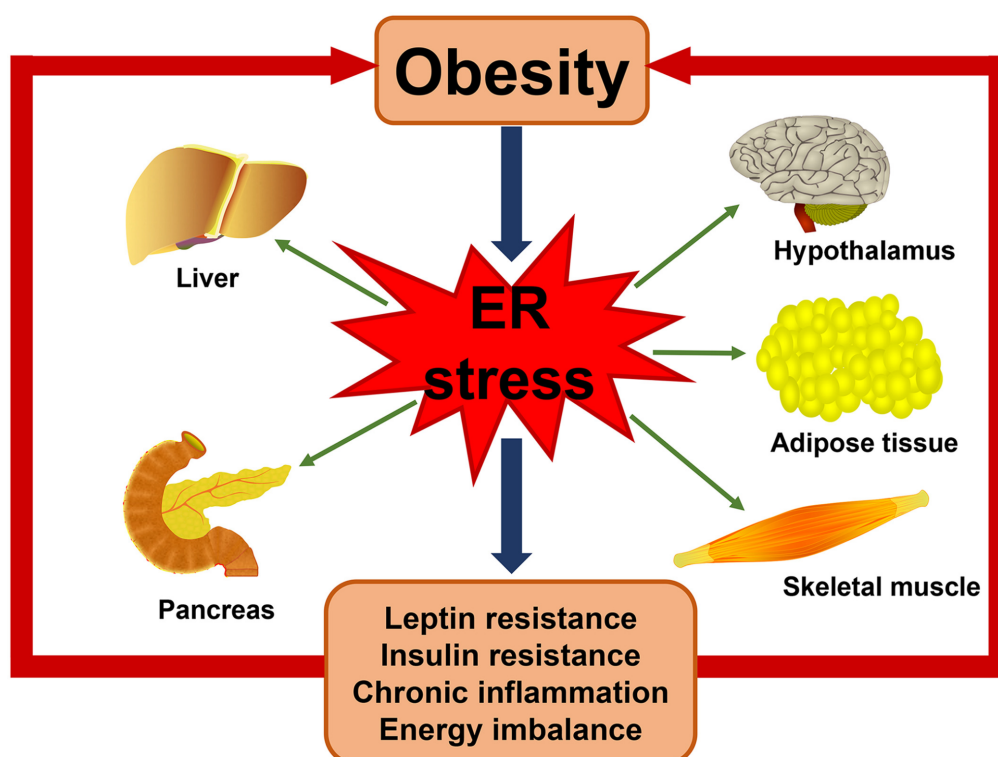 Obesity
Liver
Hypothalamus
ER
stress
Adipose tissue
Pancreas
Skeletal muscle
Leptin resistance
Insulin resistance
Chronic inflammation
Energy imbalance